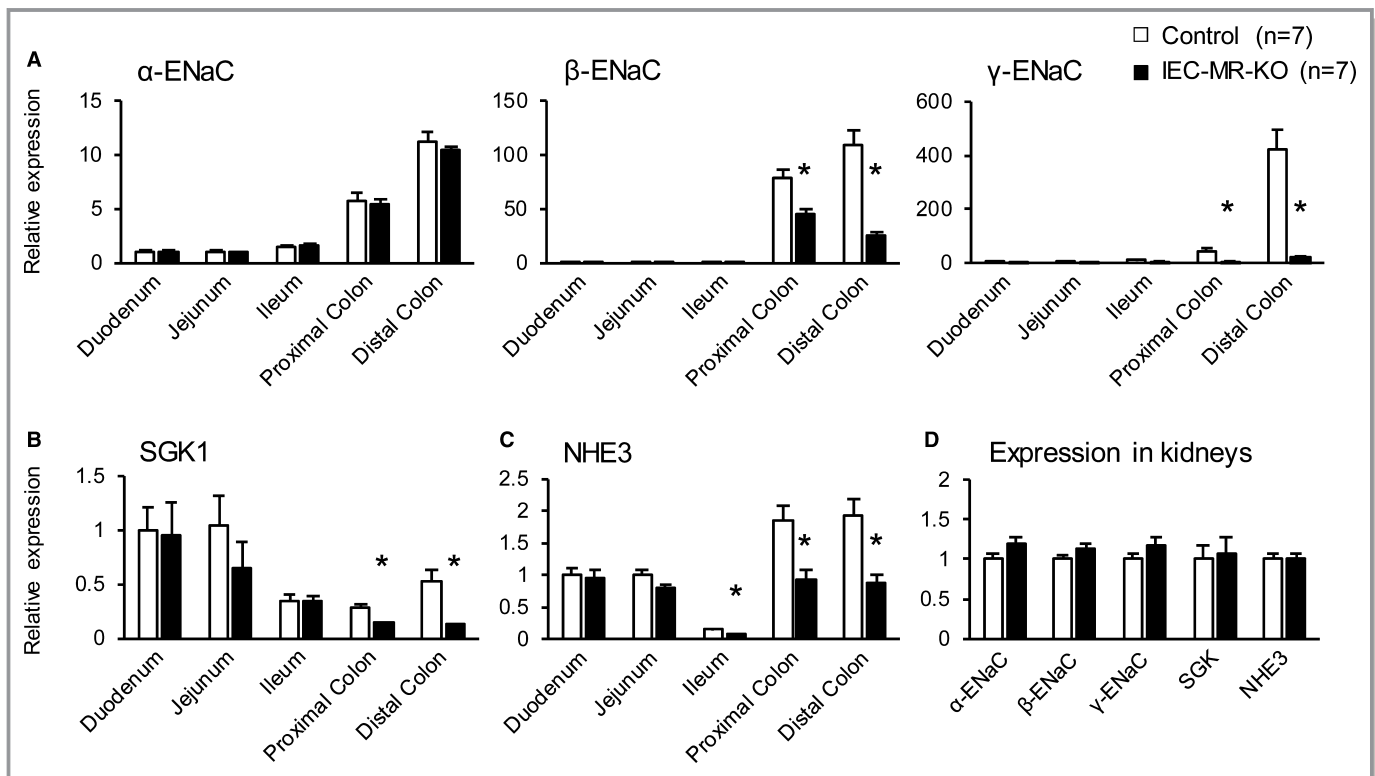 Control (n=7)
IEC-MR-KO (n=7)
A
α-ENaC
β-ENaC
γ-ENaC
Relative expression
15
10
5
0
Duodenum
Jejunum
Ileum
Proximal Colon
Distal Colon
150
100
50
0
*
*
Duodenum
Jejunum
Ileum
Proximal Colon
Distal Colon
600
400
200
0
*
*
Duodenum
Jejunum
Ileum
Proximal Colon
Distal Colon
B
SGK1
Relative expression
1.5
1
0.5
0
*
*
Duodenum
Jejunum
Ileum
Proximal Colon
Distal Colon
C
NHE3
2.5
2
1.5
1
0.5
0
*
*
*
Duodenum
Jejunum
Ileum
Proximal Colon
Distal Colon
D
Expression in kidneys
2
1.5
1
0.5
0
α-ENaC
β-ENaC
γ-ENaC
SGK
NHE3